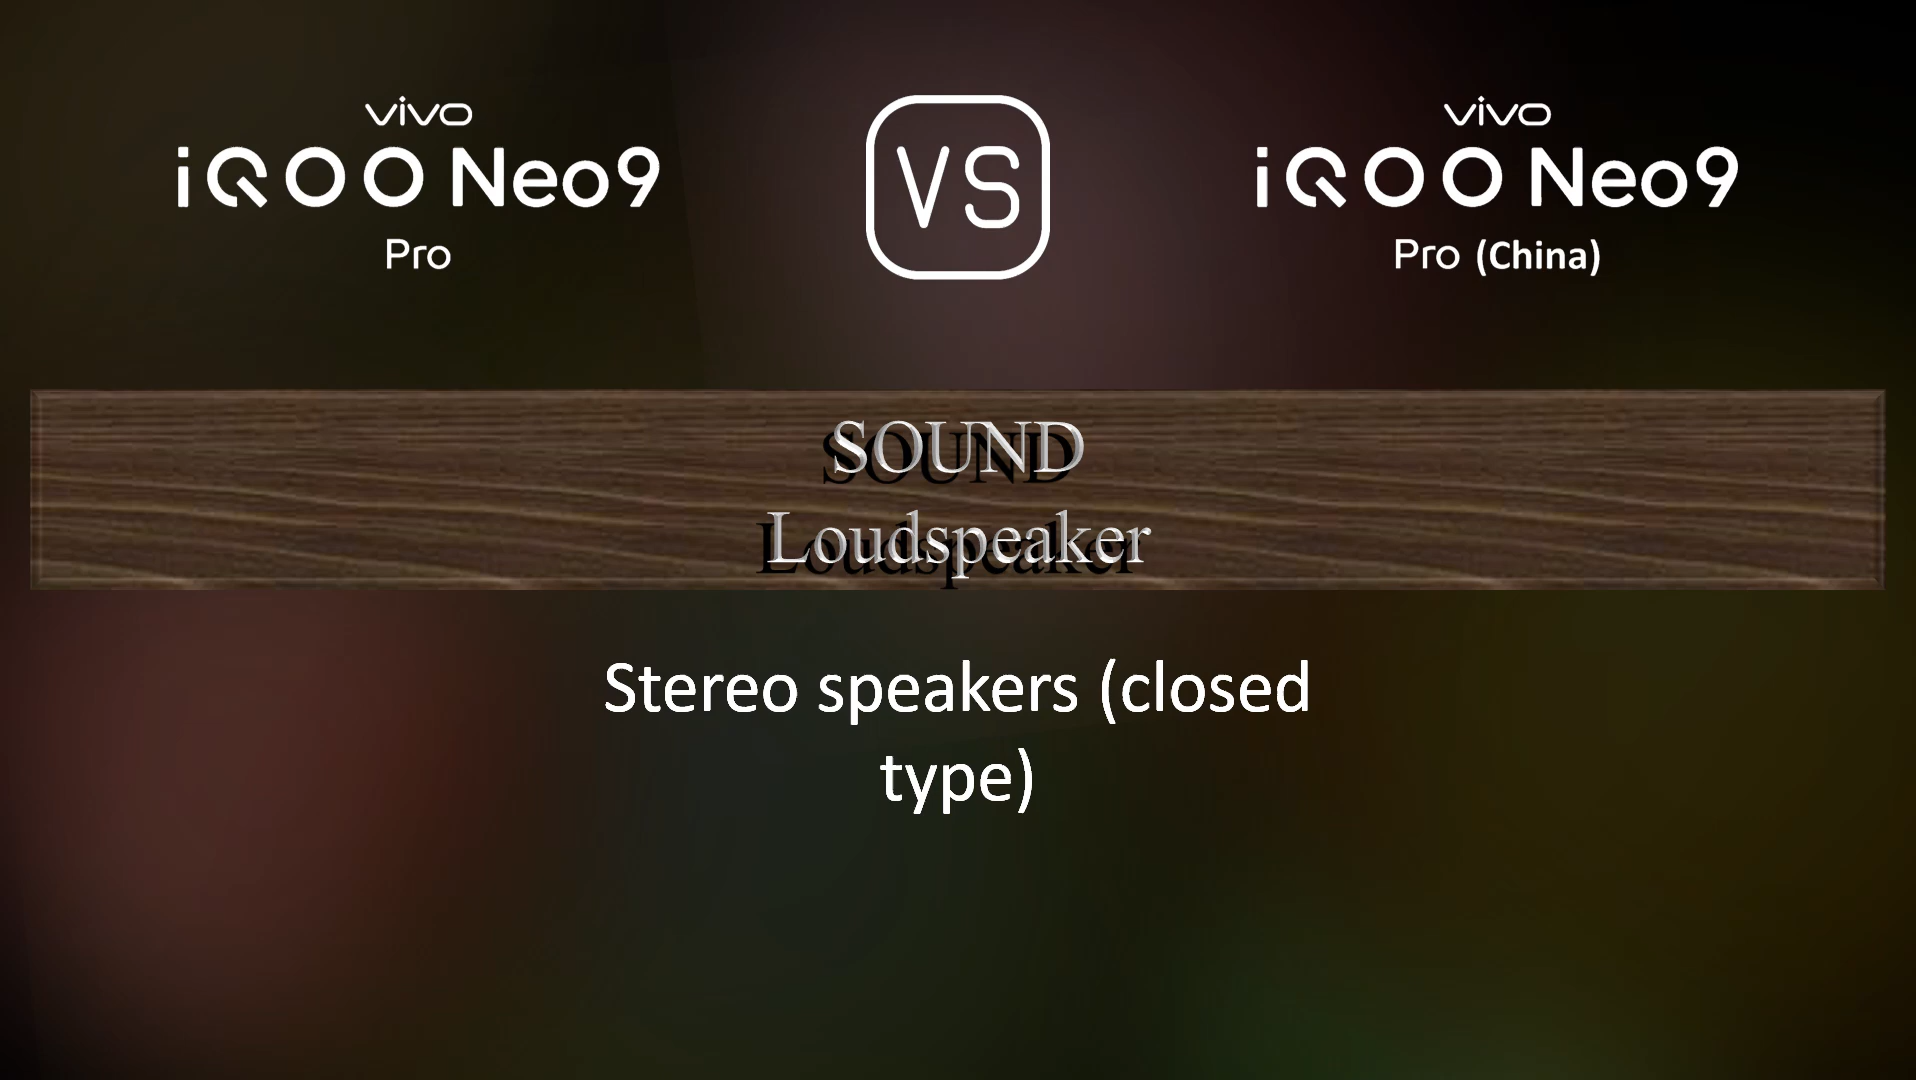 vivo
iQOO Neo9
Pro
VS
vivo
iQOO Neo9
Pro (China)
SOUND
Loudspeaker
Stereo speakers (closed
type)